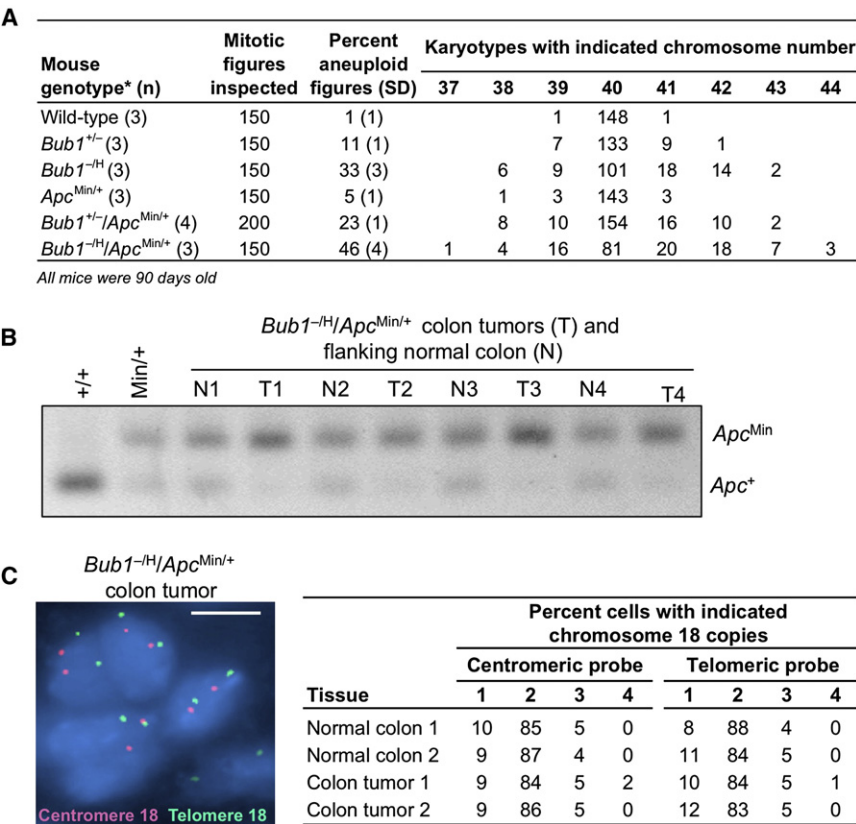 A
Mouse genotype* (n) Mitotic figures inspected Percent aneuploid figures (SD) Karyotypes with indicated chromosome number
37 38 39 40 41 42 43 44
Wild-type (3) 150 1 (1) 1 148 1
Bub1+/– (3) 150 11 (1) 7 133 9 1
Bub1–/H (3) 150 33 (3) 6 9 101 18 14 2
ApcMin/+ (3) 150 5 (1) 1 3 143 3
Bub1+/–/ApcMin/+ (4) 200 23 (1) 8 10 154 16 10 2
Bub1–/H/ApcMin/+ (3) 150 46 (4) 1 4 16 81 20 18 7 3
All mice were 90 days old
B
Bub1–/H/ApcMin/+ colon tumors (T) and
flanking normal colon (N)
+/+ Min/+ N1 T1 N2 T2 N3 T3 N4 T4
ApcMin
Apc+
C
Bub1–/H/ApcMin/+
colon tumor
Centromere 18 Telomere 18
Percent cells with indicated
chromosome 18 copies
Centromeric probe Telomeric probe
Tissue 1 2 3 4 1 2 3 4
Normal colon 1 10 85 5 0 8 88 4 0
Normal colon 2 9 87 4 0 11 84 5 0
Colon tumor 1 9 84 5 2 10 84 5 1
Colon tumor 2 9 86 5 0 12 83 5 0